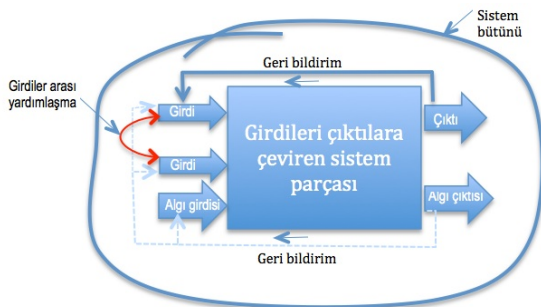 Sistem
bütünü
Geri bildirim
Girdiler arası
yardımlaşma
Girdi
Girdi
Algı girdisi
Girdileri çıktılara
çeviren sistem
parçası
Çıktı
Algı çıktısı
Geri bildirim